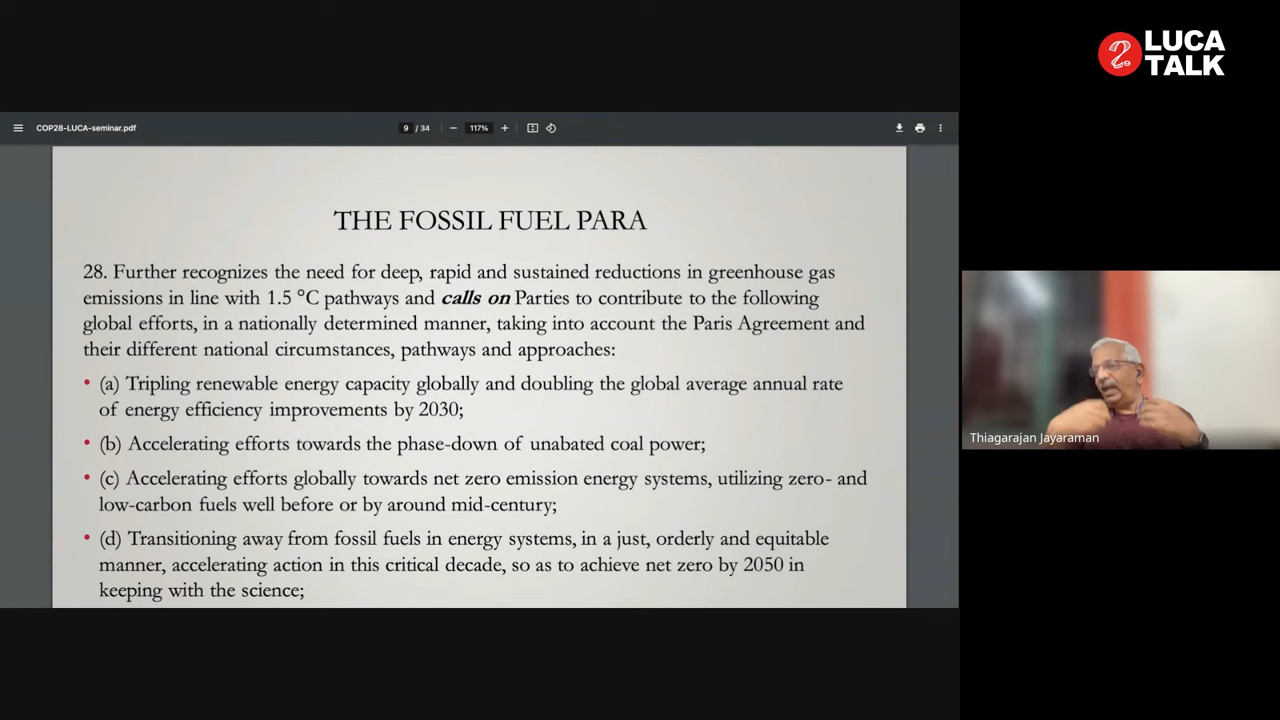 LUCA
TALK
COP28-LUCA-seminar.pdf
9 / 34
117%
THE FOSSIL FUEL PARA
28. Further recognizes the need for deep, rapid and sustained reductions in greenhouse gas
emissions in line with 1.5 °C pathways and calls on Parties to contribute to the following
global efforts, in a nationally determined manner, taking into account the Paris Agreement and
their different national circumstances, pathways and approaches:
• (a) Tripling renewable energy capacity globally and doubling the global average annual rate
of energy efficiency improvements by 2030;
• (b) Accelerating efforts towards the phase-down of unabated coal power;
• (c) Accelerating efforts globally towards net zero emission energy systems, utilizing zero- and
low-carbon fuels well before or by around mid-century;
• (d) Transitioning away from fossil fuels in energy systems, in a just, orderly and equitable
manner, accelerating action in this critical decade, so as to achieve net zero by 2050 in
keeping with the science;
Thiagarajan Jayaraman